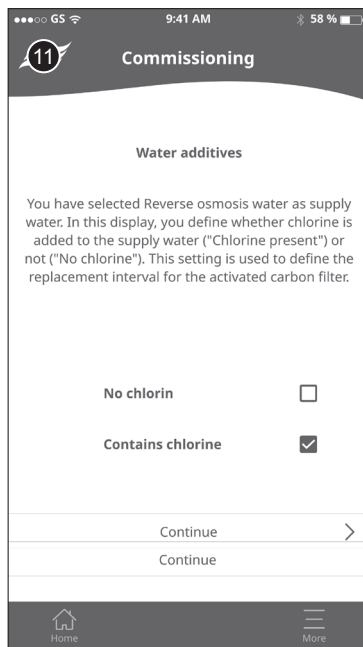 ●●●○○ GS 9:41 AM 58 %
11
Commissioning
Water additives
You have selected Reverse osmosis water as supply
water. In this display, you define whether chlorine is
added to the supply water ("Chlorine present") or
not ("No chlorine"). This setting is used to define the
replacement interval for the activated carbon filter.
No chlorin
Contains chlorine
Continue
Continue
Home More